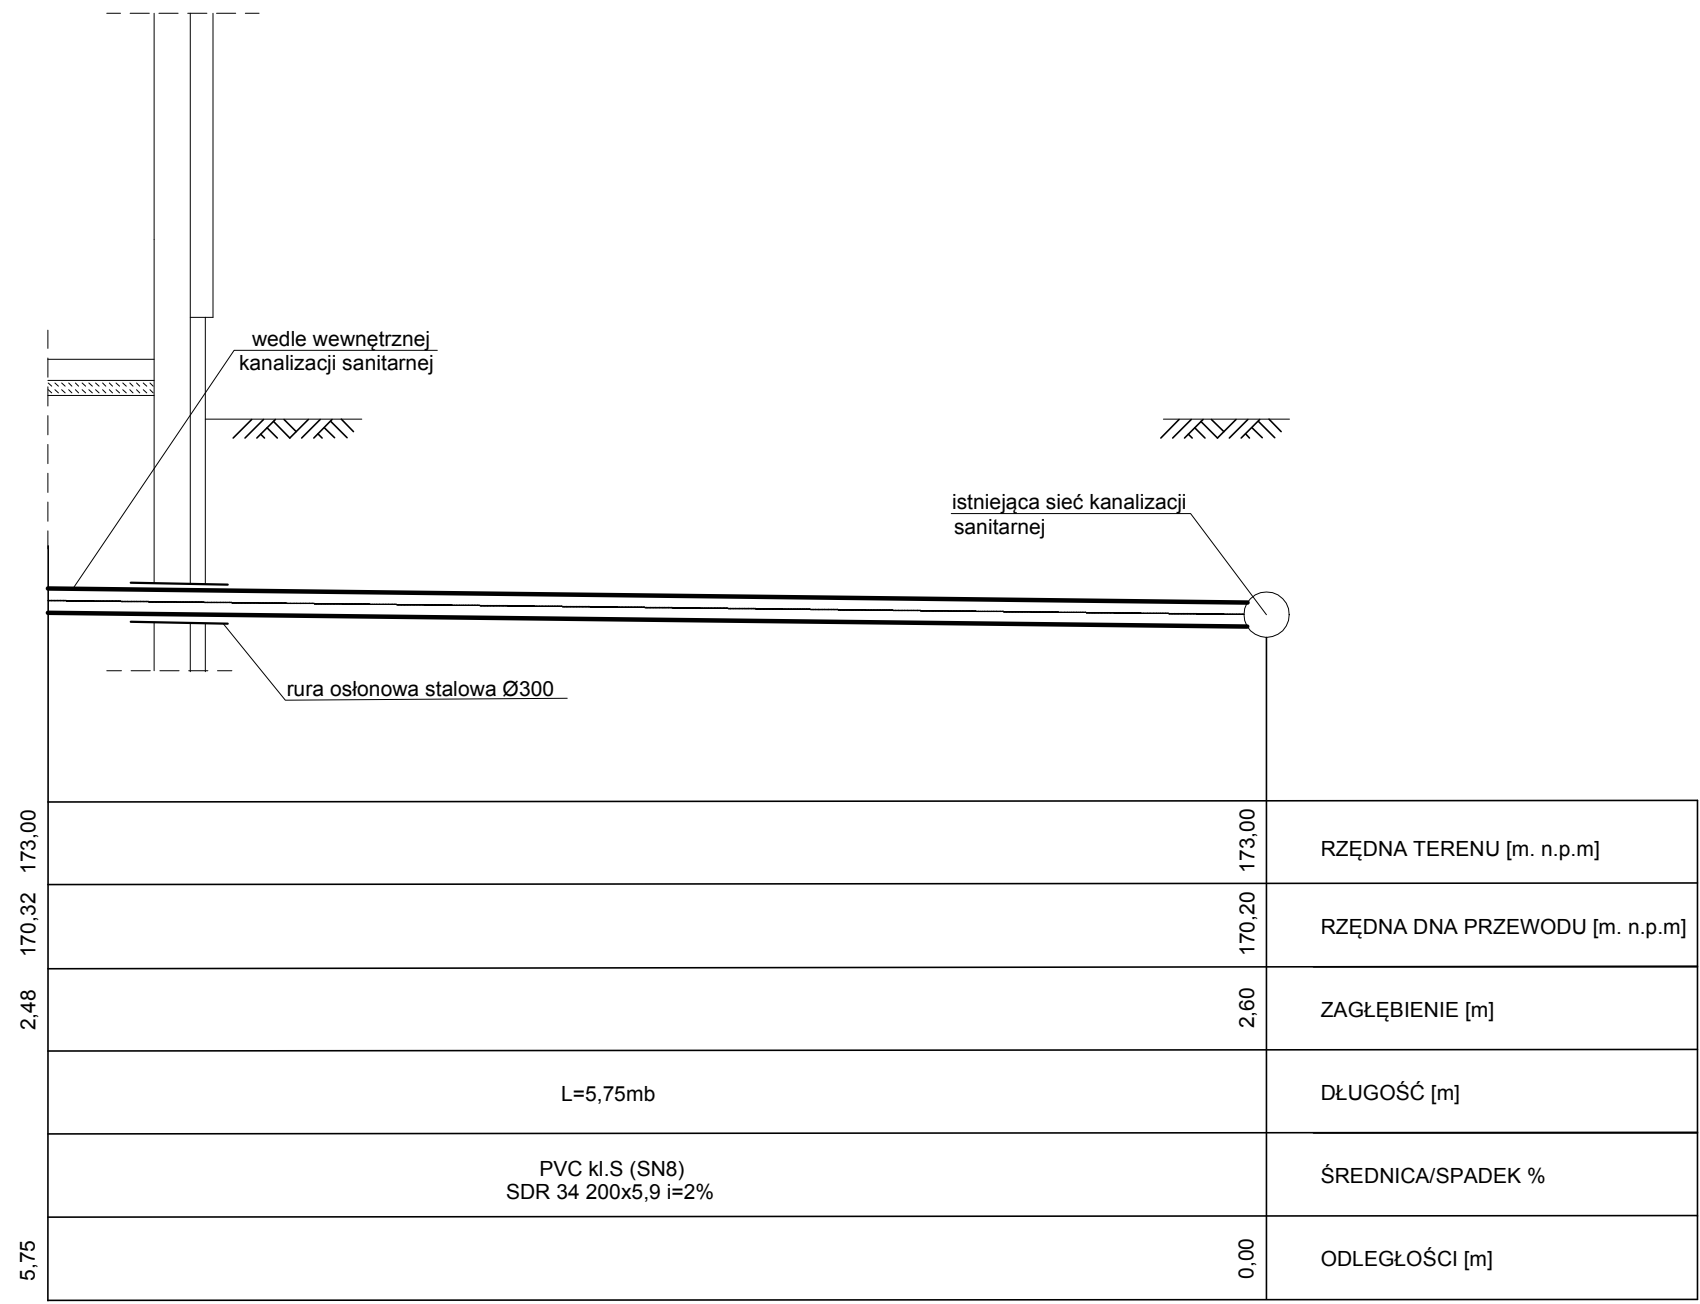 wedle wewnętrznej
kanalizacji sanitarnej
istniejąca sieć kanalizacji
sanitarnej
rura osłonowa stalowa Ø300
173,00 173,00 RZĘDNA TERENU [m. n.p.m]
170,32 170,20 RZĘDNA DNA PRZEWODU [m. n.p.m]
2,48 2,60 ZAGŁĘBIENIE [m]
L=5,75mb DŁUGOŚĆ [m]
PVC kl.S (SN8)
SDR 34 200x5,9 i=2% ŚREDNICA/SPADEK %
5,75 0,00 ODLEGŁOŚCI [m]